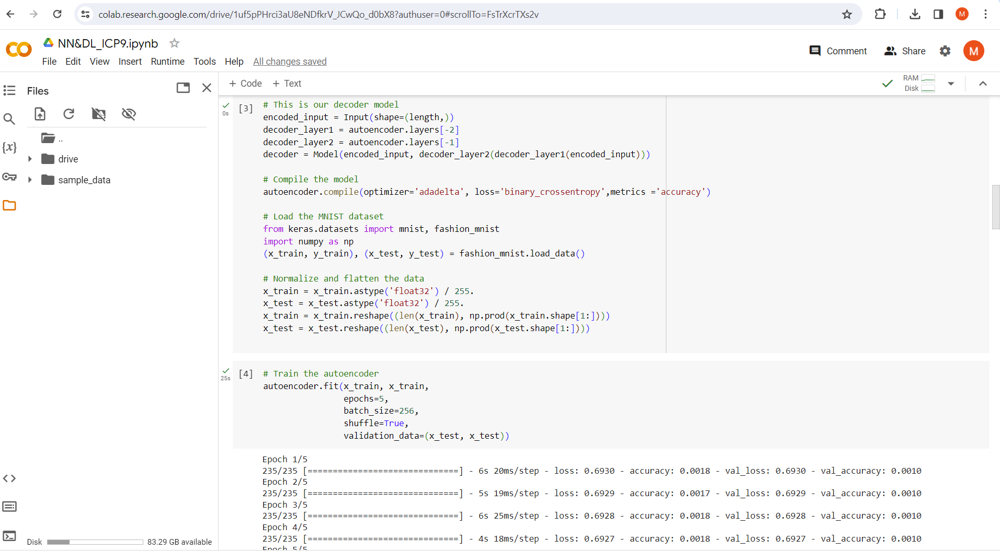 colab.research.google.com/drive/1uf5pPHrci3aU8eNDfkrV_JCwQo_d0bX8?authuser=0#scrollTo=FsTrXcrTXs2v
M
NN&DL_ICP9.ipynb
File Edit View Insert Runtime Tools Help All changes saved
Comment Share M
Files
+ Code + Text
RAM
Disk
..
drive
sample_data
{x}
Disk 83.29 GB available
0s
[3]
# This is our decoder model
encoded_input = Input(shape=(length,))
decoder_layer1 = autoencoder.layers[-2]
decoder_layer2 = autoencoder.layers[-1]
decoder = Model(encoded_input, decoder_layer2(decoder_layer1(encoded_input)))
# Compile the model
autoencoder.compile(optimizer='adadelta', loss='binary_crossentropy',metrics ='accuracy')
# Load the MNIST dataset
from keras.datasets import mnist, fashion_mnist
import numpy as np
(x_train, y_train), (x_test, y_test) = fashion_mnist.load_data()
# Normalize and flatten the data
x_train = x_train.astype('float32') / 255.
x_test = x_test.astype('float32') / 255.
x_train = x_train.reshape((len(x_train), np.prod(x_train.shape[1:])))
x_test = x_test.reshape((len(x_test), np.prod(x_test.shape[1:])))
25s
[4]
# Train the autoencoder
autoencoder.fit(x_train, x_train,
epochs=5,
batch_size=256,
shuffle=True,
validation_data=(x_test, x_test))
Epoch 1/5
235/235 [==============================] - 6s 20ms/step - loss: 0.6930 - accuracy: 0.0018 - val_loss: 0.6930 - val_accuracy: 0.0010
Epoch 2/5
235/235 [==============================] - 5s 19ms/step - loss: 0.6929 - accuracy: 0.0017 - val_loss: 0.6929 - val_accuracy: 0.0010
Epoch 3/5
235/235 [==============================] - 6s 25ms/step - loss: 0.6928 - accuracy: 0.0018 - val_loss: 0.6928 - val_accuracy: 0.0010
Epoch 4/5
235/235 [==============================] - 4s 18ms/step - loss: 0.6927 - accuracy: 0.0018 - val_loss: 0.6927 - val_accuracy: 0.0010
Epoch 5/5